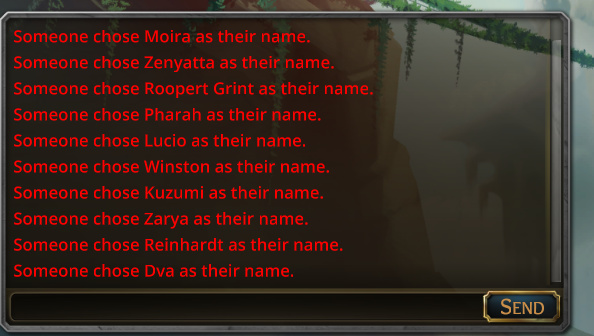 Someone chose Moira as their name.
Someone chose Zenyatta as their name.
Someone chose Roopert Grint as their name.
Someone chose Pharah as their name.
Someone chose Lucio as their name.
Someone chose Winston as their name.
Someone chose Kuzumi as their name.
Someone chose Zarya as their name.
Someone chose Reinhardt as their name.
Someone chose Dva as their name.
SEND